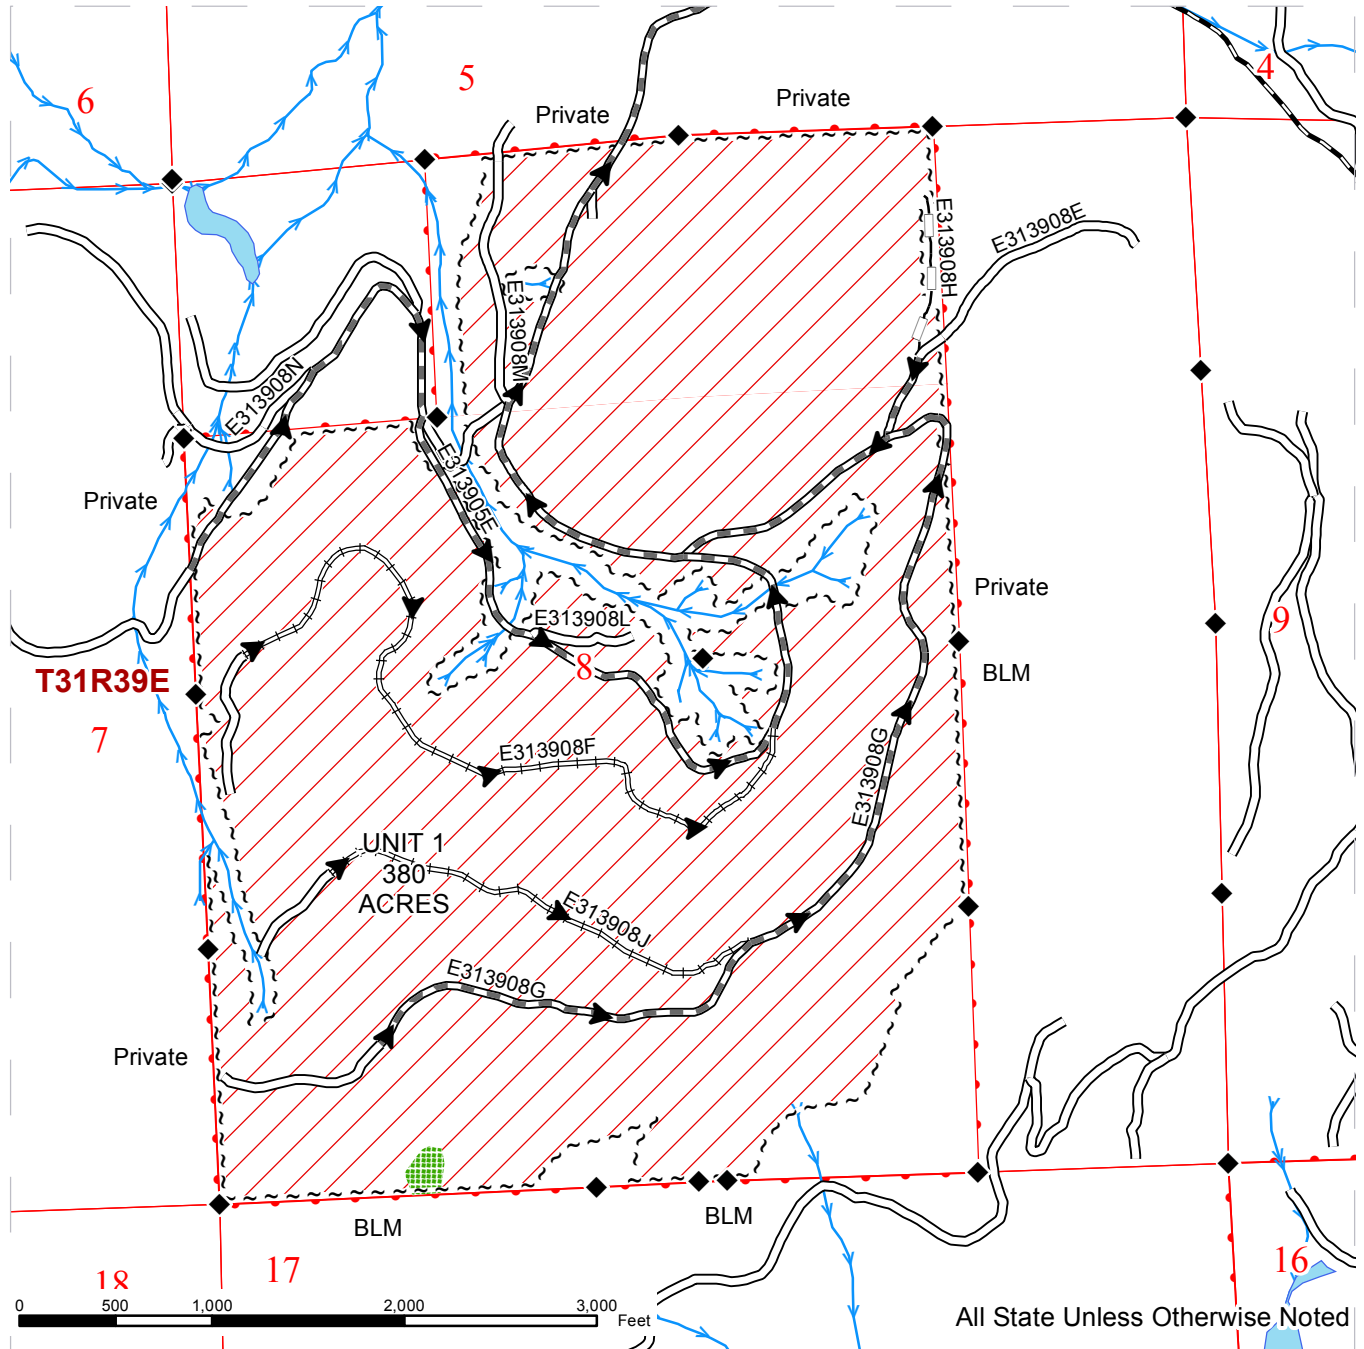 5
4
6
Private
Private
E313908H
E313908E
E313908M
E313908N
E313905E
Private
Private
E313908L
8
9
BLM
T31R39E
7
E313908F
E313908G
UNIT 1
380
ACRES
E313908J
E313908G
Private
BLM
BLM
17
18
16
0 500 1,000 2,000 3,000
Feet
All State Unless Otherwise Noted